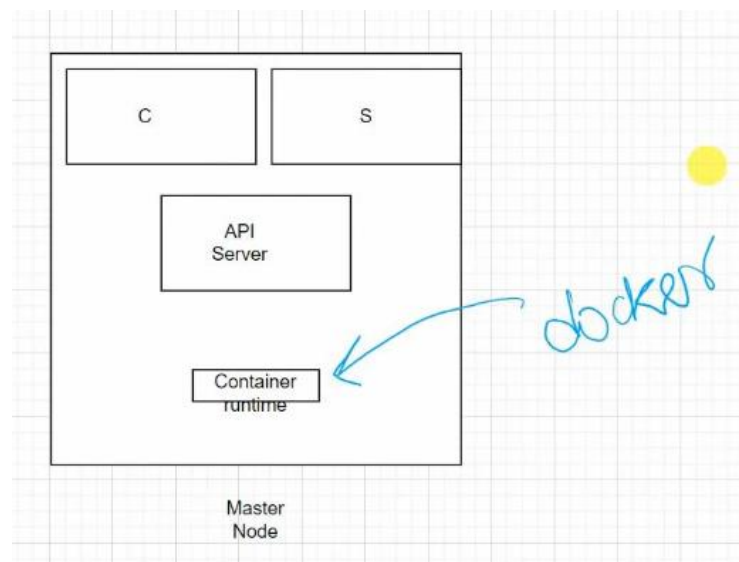 C
S
API
Server
docker
Container
runtime
Master
Node